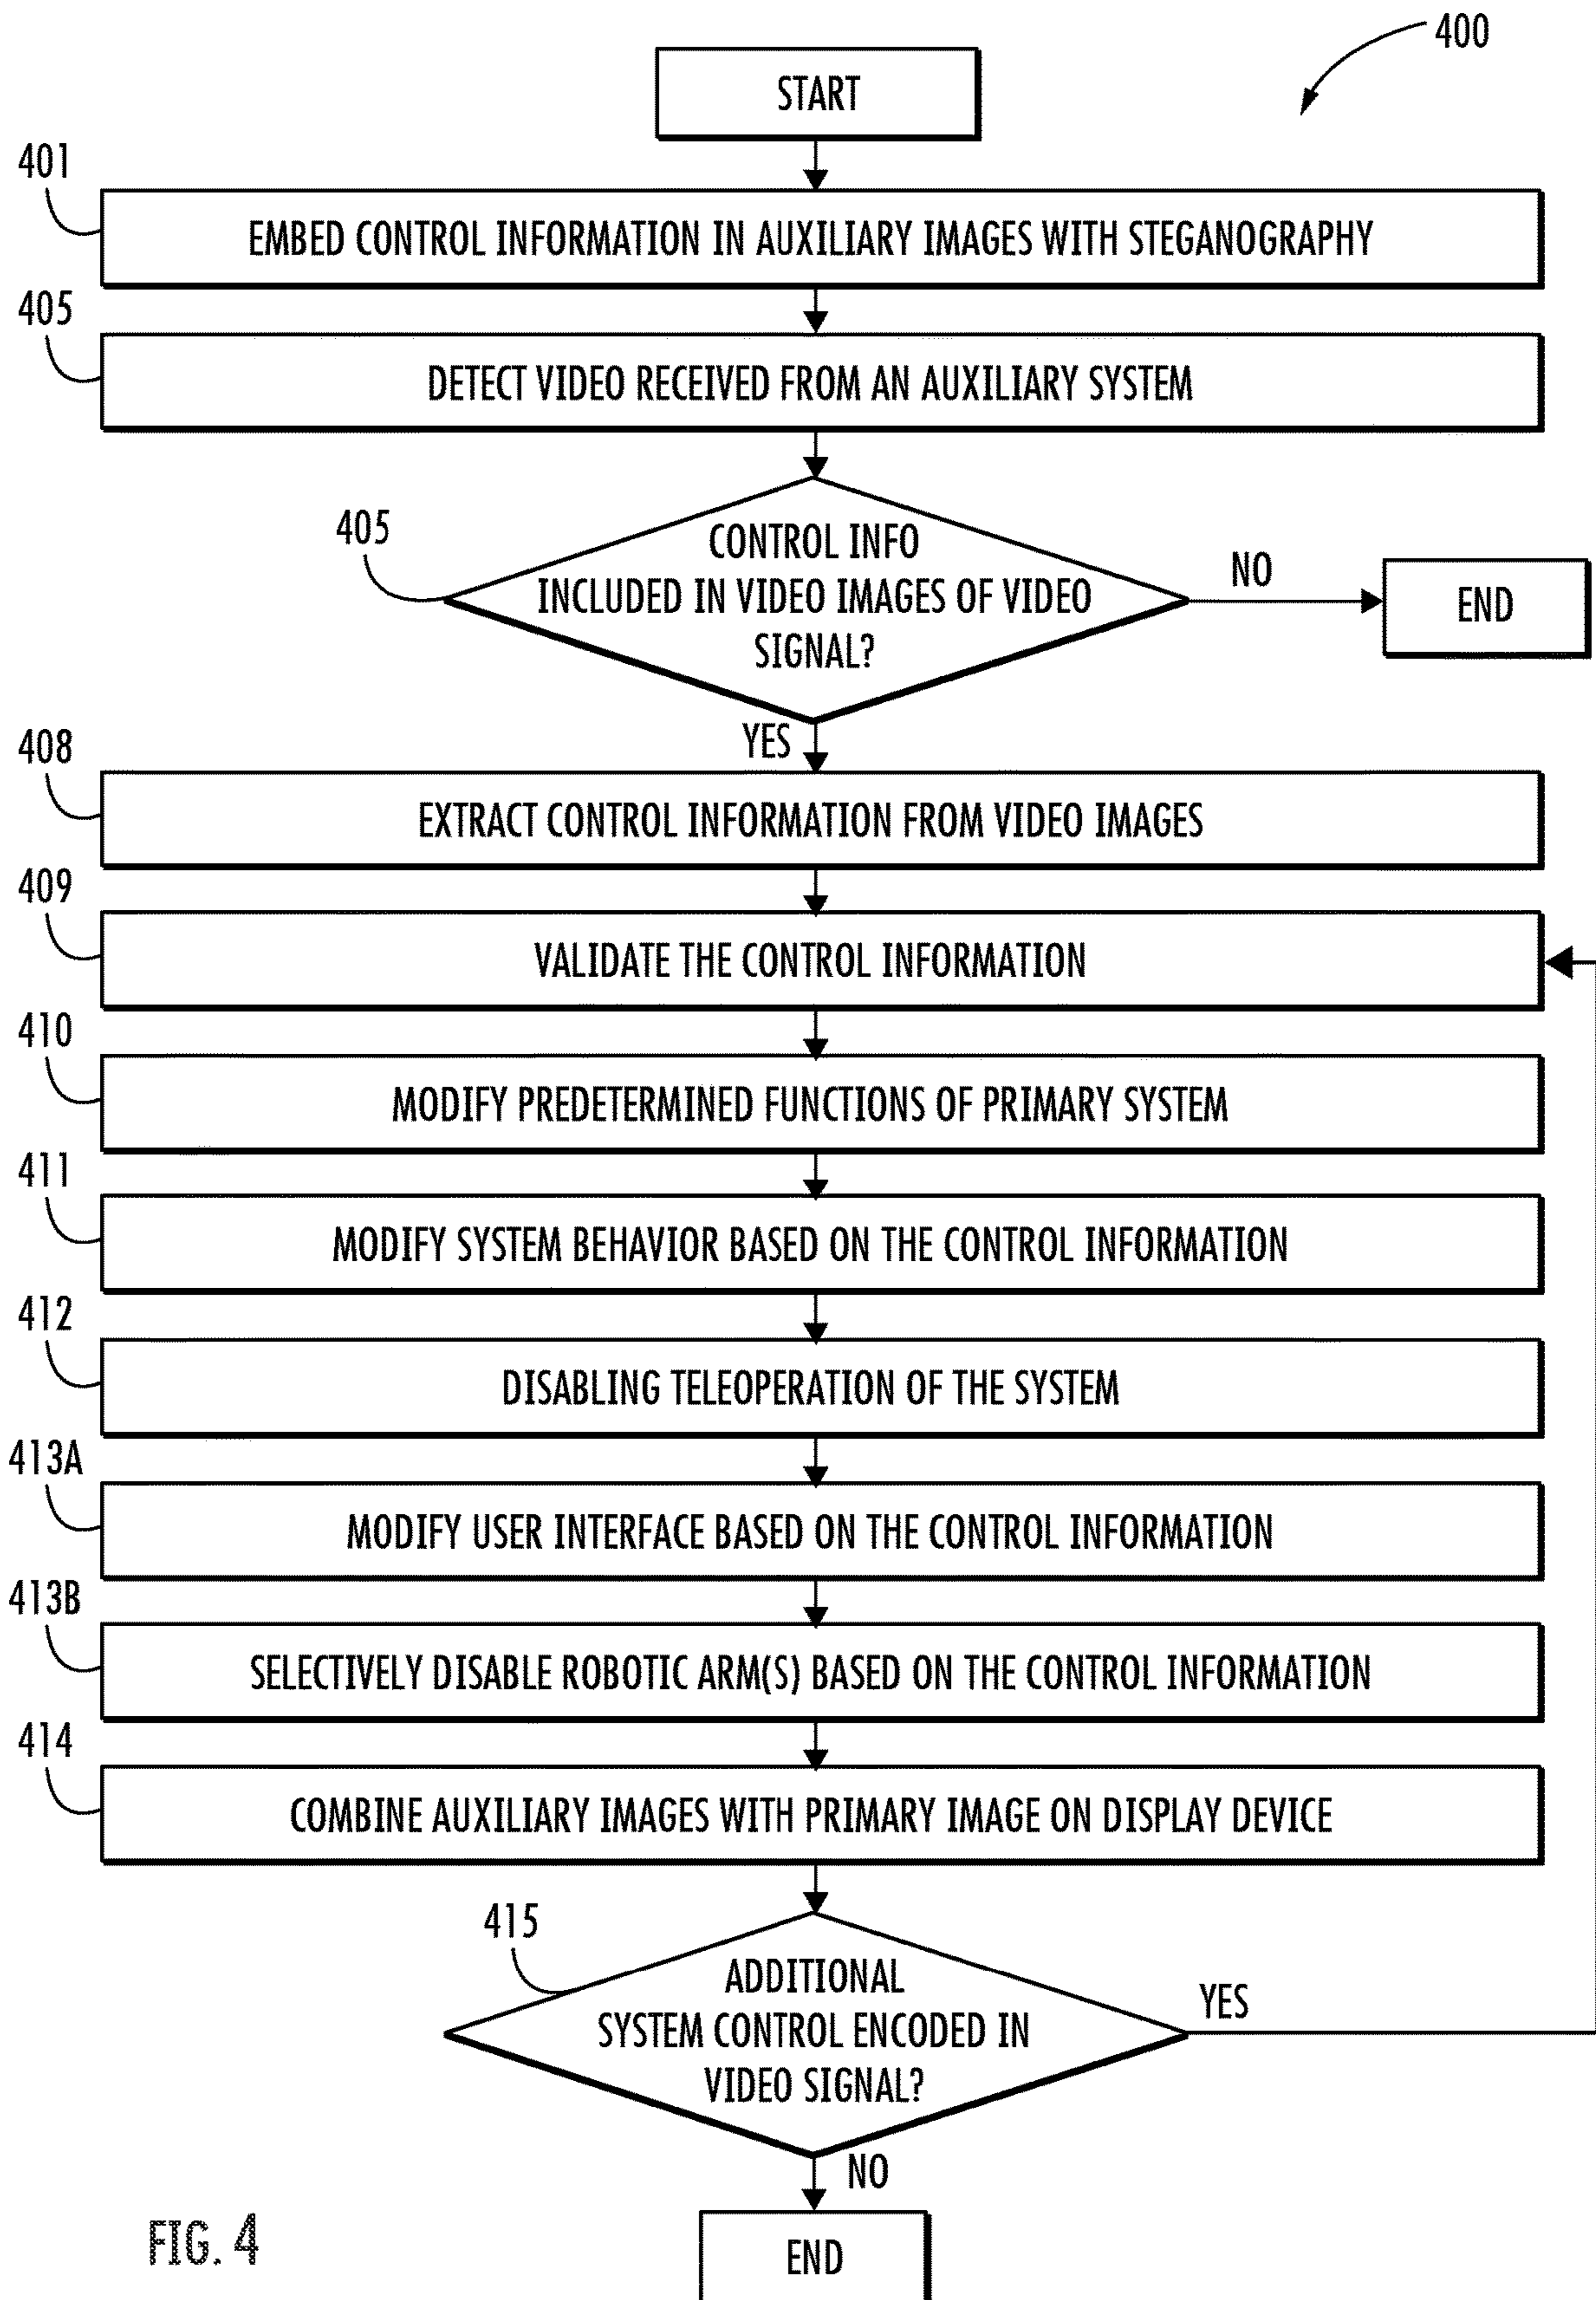 400
START
401
EMBED CONTROL INFORMATION IN AUXILIARY IMAGES WITH STEGANOGRAPHY
405
DETECT VIDEO RECEIVED FROM AN AUXILIARY SYSTEM
405
CONTROL INFO
INCLUDED IN VIDEO IMAGES OF VIDEO
SIGNAL?
NO
END
YES
408
EXTRACT CONTROL INFORMATION FROM VIDEO IMAGES
409
VALIDATE THE CONTROL INFORMATION
410
MODIFY PREDETERMINED FUNCTIONS OF PRIMARY SYSTEM
411
MODIFY SYSTEM BEHAVIOR BASED ON THE CONTROL INFORMATION
412
DISABLING TELEOPERATION OF THE SYSTEM
413A
MODIFY USER INTERFACE BASED ON THE CONTROL INFORMATION
413B
SELECTIVELY DISABLE ROBOTIC ARM(S) BASED ON THE CONTROL INFORMATION
414
COMBINE AUXILIARY IMAGES WITH PRIMARY IMAGE ON DISPLAY DEVICE
415
ADDITIONAL
SYSTEM CONTROL ENCODED IN
VIDEO SIGNAL?
YES
NO
END
FIG. 4